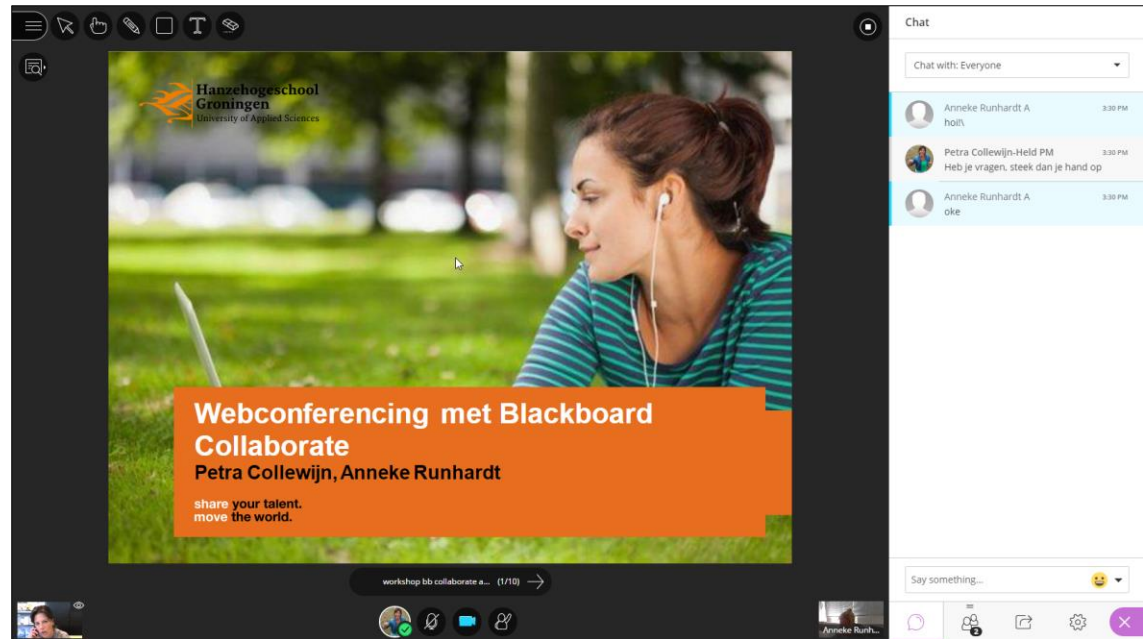 Hanzehogeschool
Groningen
University of Applied Sciences
Webconferencing met Blackboard
Collaborate
Petra Collewijn, Anneke Runhardt
share your talent.
move the world.
workshop bb collaborate a... (1/10)
Anneke Runh...
Chat
Chat with: Everyone
Anneke Runhardt A 3:30 PM
hoi!\
Petra Collewijn-Held PM 3:30 PM
Heb je vragen, steek dan je hand op
Anneke Runhardt A 3:30 PM
oke
Say something...
2